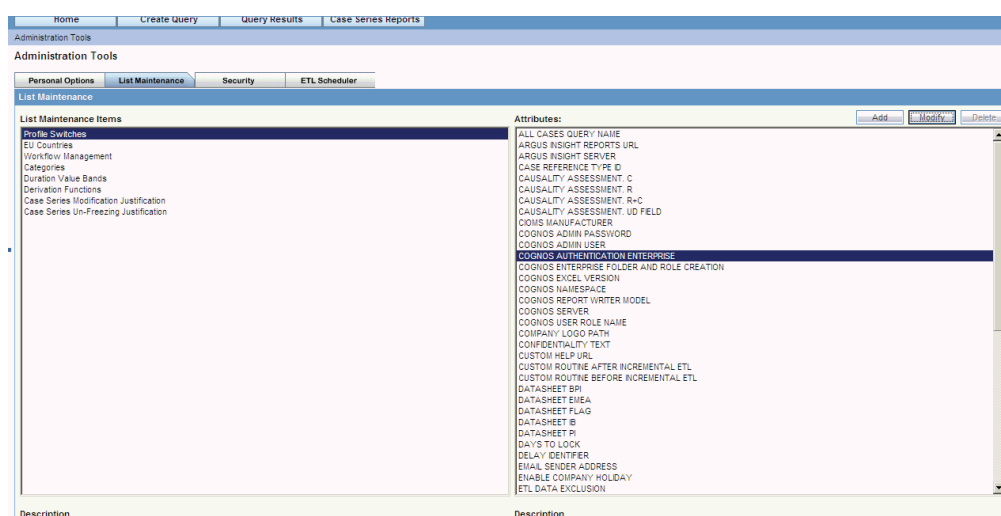 Home Create Query Query Results Case Series Reports
Administration Tools
Administration Tools
Personal Options List Maintenance Security ETL Scheduler
List Maintenance
List Maintenance Items
Profile Switches
EU Countries
Workflow Management
Categories
Duration Value Bands
Derivation Functions
Case Series Modification Justification
Case Series Un-Freezing Justification
Attributes: Add Modify Delete
ALL CASES QUERY NAME
ARGUS INSIGHT REPORTS URL
ARGUS INSIGHT SERVER
CASE REFERENCE TYPE ID
CAUSALITY ASSESSMENT. C
CAUSALITY ASSESSMENT. R
CAUSALITY ASSESSMENT. R+C
CAUSALITY ASSESSMENT. UD FIELD
CIOMS MANUFACTURER
COGNOS ADMIN PASSWORD
COGNOS ADMIN USER
COGNOS AUTHENTICATION ENTERPRISE
COGNOS ENTERPRISE FOLDER AND ROLE CREATION
COGNOS EXCEL VERSION
COGNOS NAMESPACE
COGNOS REPORT WRITER MODEL
COGNOS SERVER
COGNOS USER ROLE NAME
COMPANY LOGO PATH
CONFIDENTIALITY TEXT
CUSTOM HELP URL
CUSTOM ROUTINE AFTER INCREMENTAL ETL
CUSTOM ROUTINE BEFORE INCREMENTAL ETL
DATASHEET BPI
DATASHEET EMEA
DATASHEET FLAG
DATASHEET IB
DATASHEET PI
DAYS TO LOCK
DELAY IDENTIFIER
EMAIL SENDER ADDRESS
ENABLE COMPANY HOLIDAY
ETL DATA EXCLUSION
Description Description